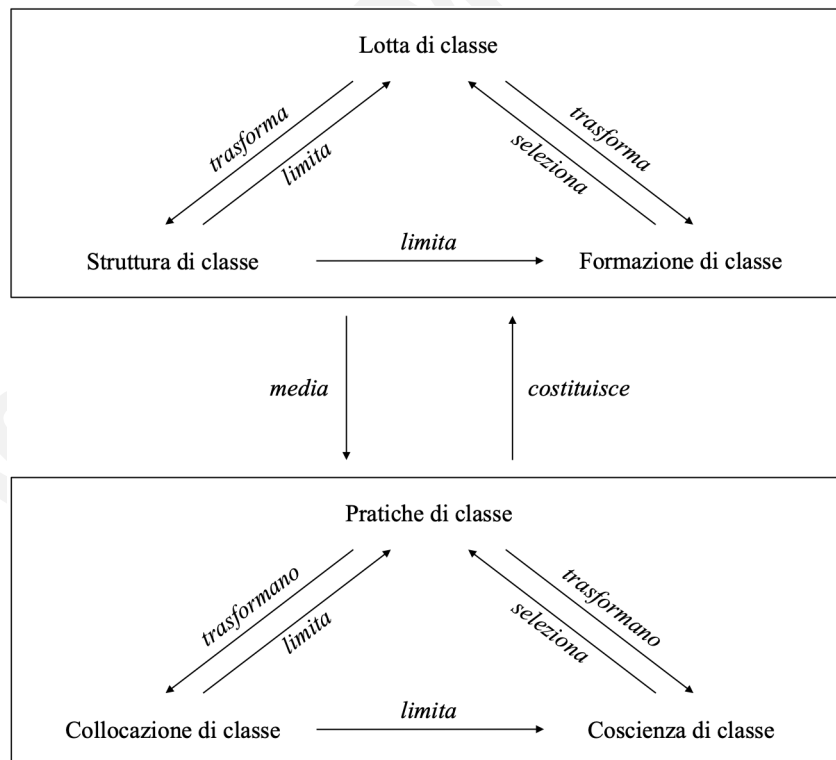 Lotta di classe
trasforma
limita
trasforma
seleziona
Struttura di classe
limita
Formazione di classe
media
costituisce
Pratiche di classe
trasformano
limita
trasformano
seleziona
Collocazione di classe
limita
Coscienza di classe